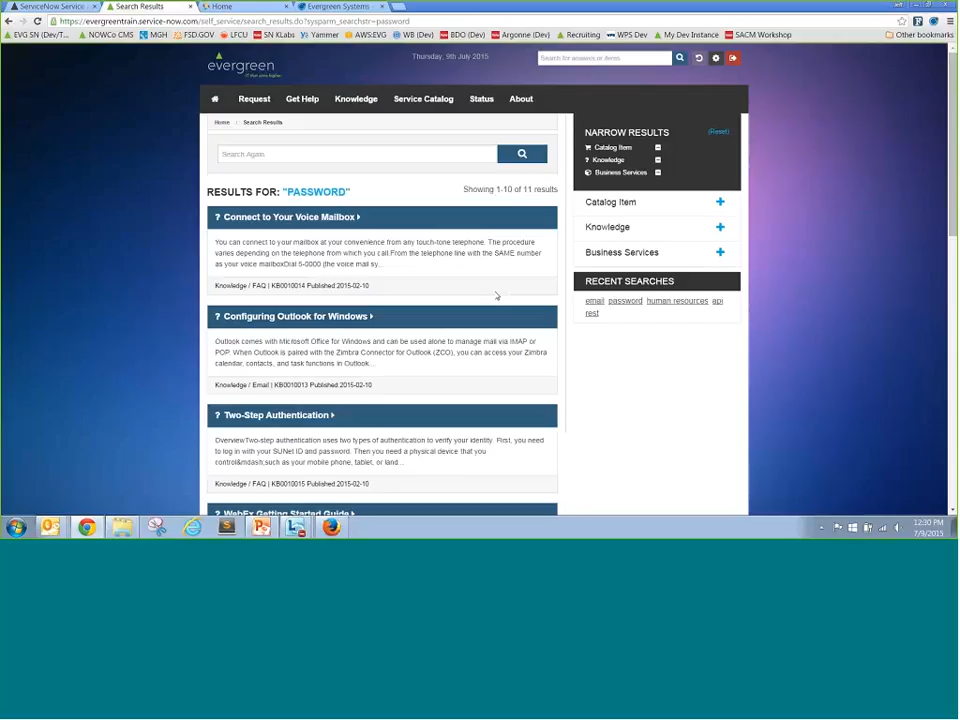 ServiceNow Service
Search Results
Home
Evergreen Systems
https://evergreentrain.service-now.com/self_service/search_results.do?sysparm_searchstr=password
EVG SN (Dev/T...
NOWCo CMS
MGH
FSD.GOV
LFCU
SN KLabs
Yammer
AWS:EVG
WB (Dev)
BDO (Dev)
Argonne (Dev)
Recruiting
WPS Dev
My Dev Instance
SACM Workshop
Other bookmarks
evergreen
Thursday, 9th July 2015
Search for answers or items
Home Request Get Help Knowledge Service Catalog Status About
Home / Search Results
Search Again
RESULTS FOR: "PASSWORD"
Showing 1-10 of 11 results
? Connect to Your Voice Mailbox
You can connect to your mailbox at your convenience from any touch-tone telephone. The procedure
varies depending on the telephone from which you call.From the telephone line with the SAME number
as your voice mailboxDial 5-0000 (the voice mail sy...
Knowledge / FAQ | KB0010014 Published:2015-02-10
? Configuring Outlook for Windows
Outlook comes with Microsoft Office for Windows and can be used alone to manage mail via IMAP or
POP. When Outlook is paired with the Zimbra Connector for Outlook (ZCO), you can access your Zimbra
calendar, contacts, and task functions in Outlook...
Knowledge / Email | KB0010013 Published:2015-02-10
? Two-Step Authentication
OverviewTwo-step authentication uses two types of authentication to verify your identity. First, you need
to log in with your SUNet ID and password. Then you need a physical device that you
control&mdash;such as your mobile phone, tablet, or land...
Knowledge / FAQ | KB0010015 Published:2015-02-10
? WebEx Getting Started Guide
NARROW RESULTS
(Reset)
Catalog Item
? Knowledge
Business Services
Catalog Item
Knowledge
Business Services
RECENT SEARCHES
email password human resources api
rest
12:30 PM
7/9/2015